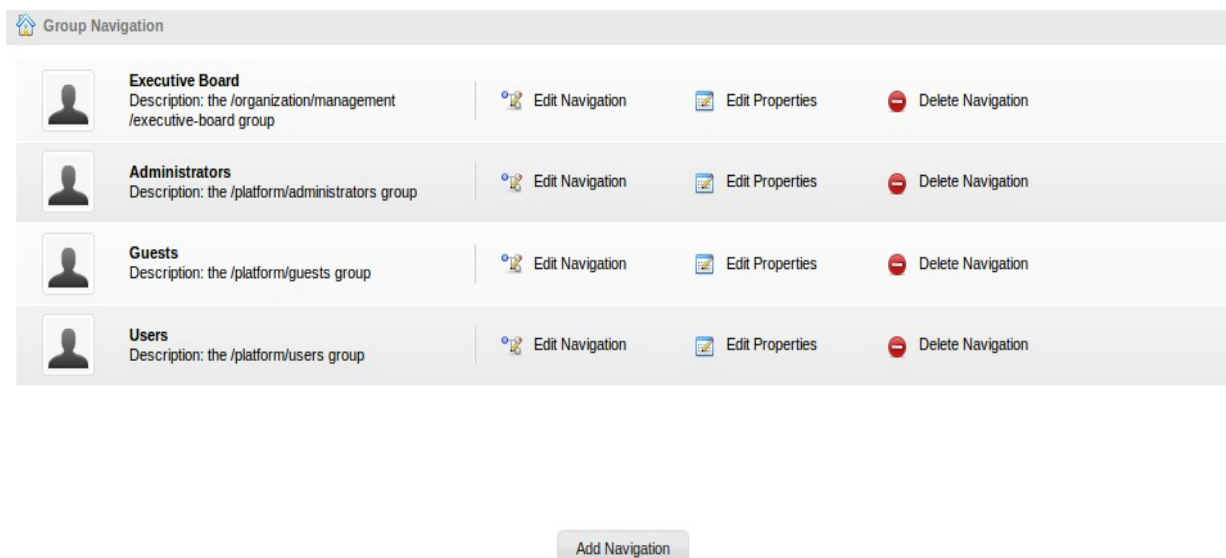 Group Navigation
Executive Board
Description: the /organization/management
/executive-board group
Edit Navigation
Edit Properties
Delete Navigation
Administrators
Description: the /platform/administrators group
Edit Navigation
Edit Properties
Delete Navigation
Guests
Description: the /platform/guests group
Edit Navigation
Edit Properties
Delete Navigation
Users
Description: the /platform/users group
Edit Navigation
Edit Properties
Delete Navigation
Add Navigation